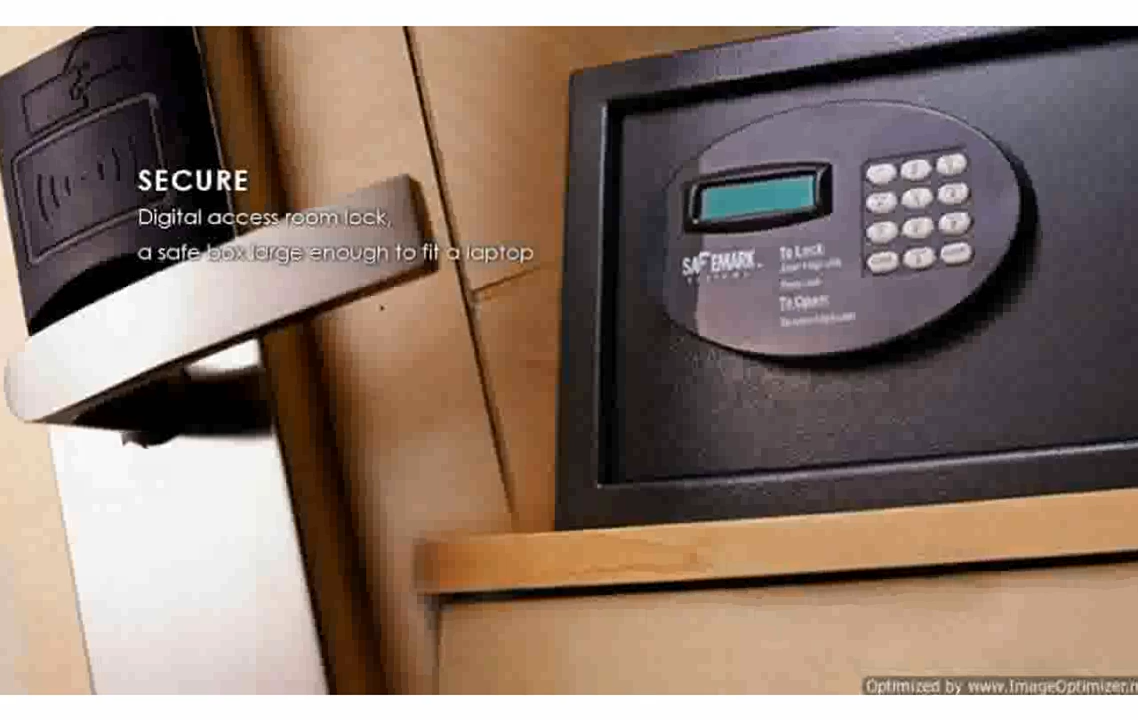 SECURE
Digital access room lock,
a safe box large enough to fit a laptop
SAFEMARK
SYSTEMS
To Lock
To Open
Optimized by www.ImageOptimizer.n